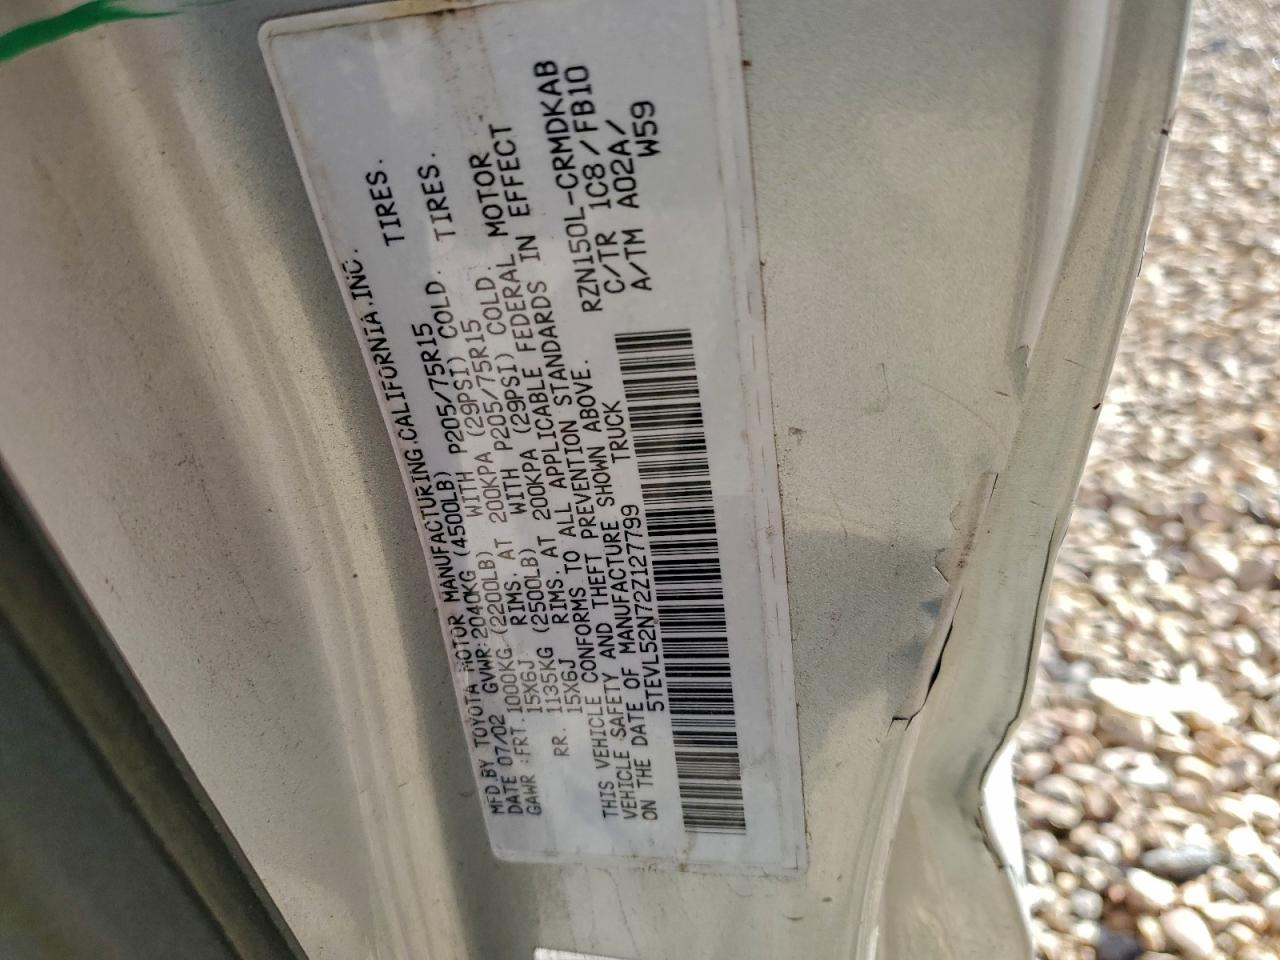 MFD.BY TOYOTA MOTOR MANUFACTURING.CALIFORNIA.INC.
DATE 07/02 GVWR:2040KG (4500LB) P205/75R15 TIRES.
GAWR :FRT.1000KG (2200LB) WITH (29PSI) COLD.
15X6J RIMS. AT 200KPA P205/75R15 TIRES.
RR. 1135KG (2500LB) WITH (29PSI) COLD.
15X6J RIMS. AT 200KPA
THIS VEHICLE CONFORMS TO ALL APPLICABLE FEDERAL MOTOR
VEHICLE SAFETY AND THEFT PREVENTION STANDARDS IN EFFECT
ON THE DATE OF MANUFACTURE SHOWN ABOVE.
5TEVL52N72Z127799 TRUCK
RZN150L-CRMDKAB
C/TR 1C8/FB10
A/TM A02A/
W59